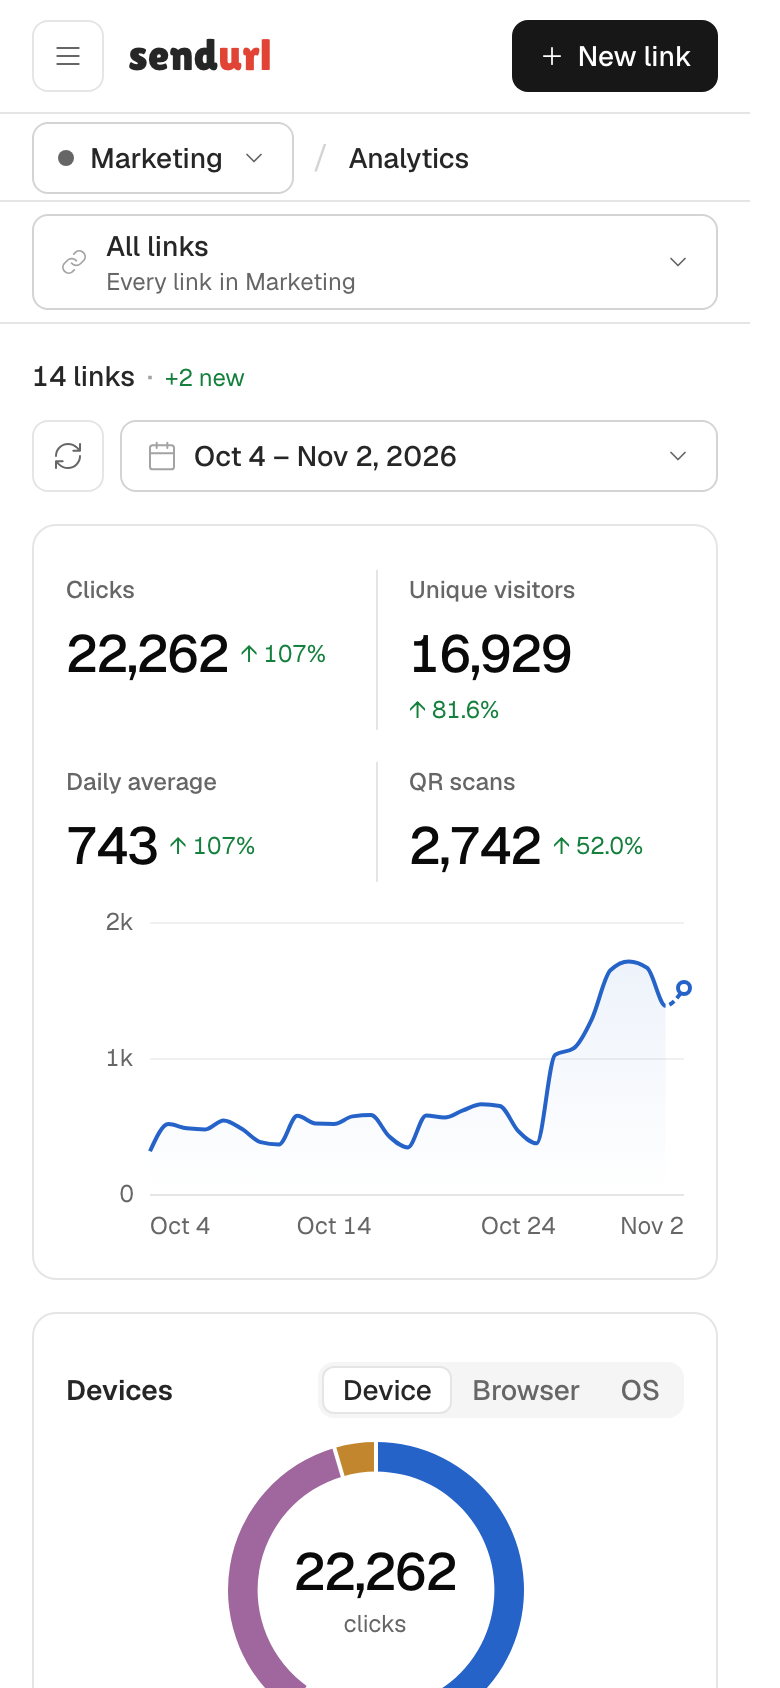 sendurl
+ New link
Marketing / Analytics
All links
Every link in Marketing
14 links · +2 new
Oct 4 – Nov 2, 2026
Clicks
22,262 ↑ 107%
Unique visitors
16,929
↑ 81.6%
Daily average
743 ↑ 107%
QR scans
2,742 ↑ 52.0%
2k
1k
0
Oct 4 Oct 14 Oct 24 Nov 2
Devices
Device Browser OS
22,262
clicks